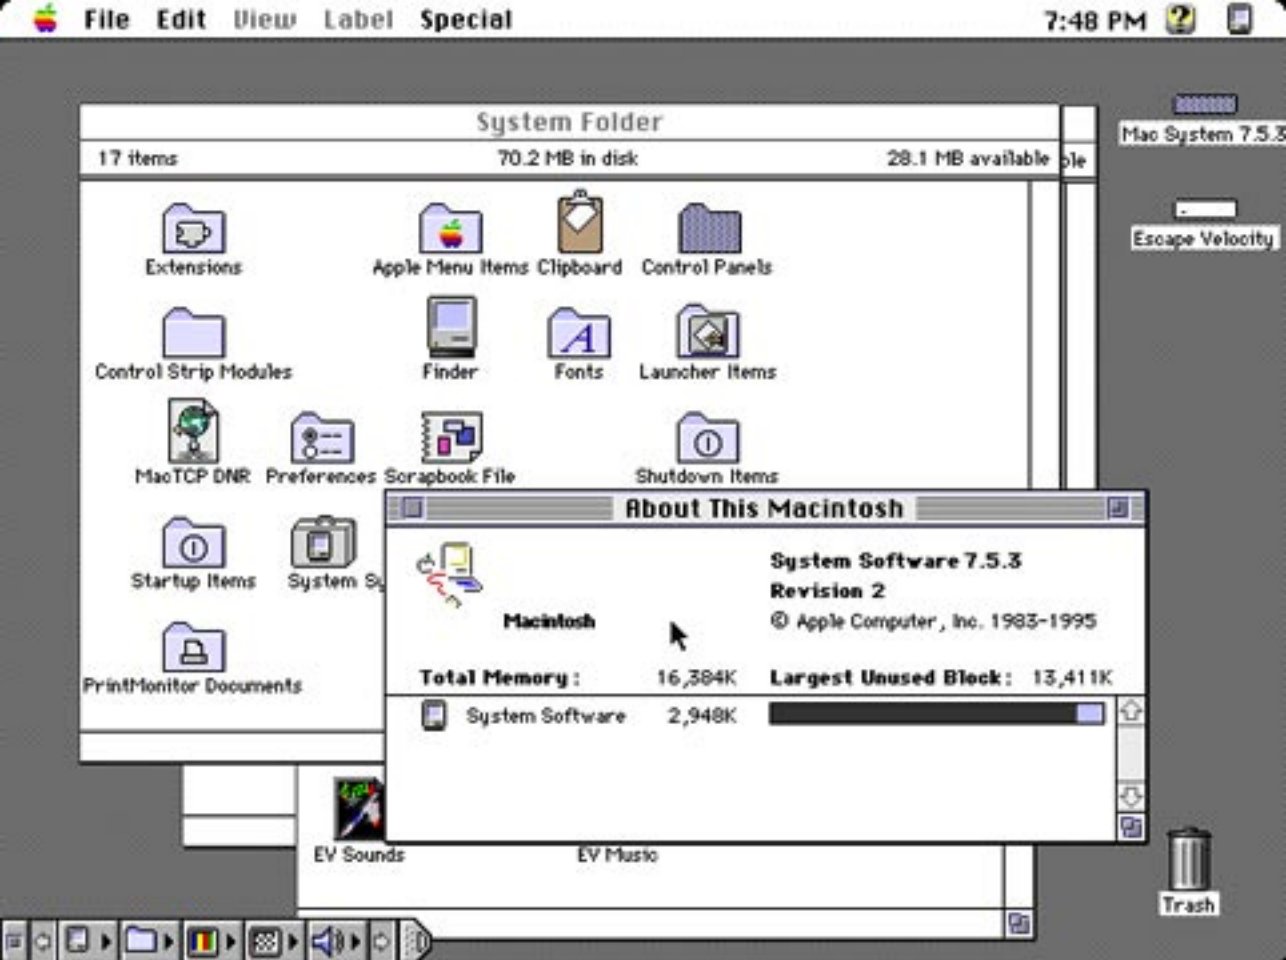 File Edit View Label Special 7:48 PM
System Folder
17 items 70.2 MB in disk 28.1 MB available
Mac System 7.5.3
Escape Velocity
Extensions Apple Menu Items Clipboard Control Panels
Control Strip Modules Finder Fonts Launcher Items
MacTCP DNR Preferences Scrapbook File Shutdown Items
Startup Items System Sy
PrintMonitor Documents
About This Macintosh
System Software 7.5.3
Revision 2
Macintosh © Apple Computer, Inc. 1983-1995
Total Memory: 16,384K Largest Unused Block: 13,411K
System Software 2,948K
EV Sounds EV Music
Trash